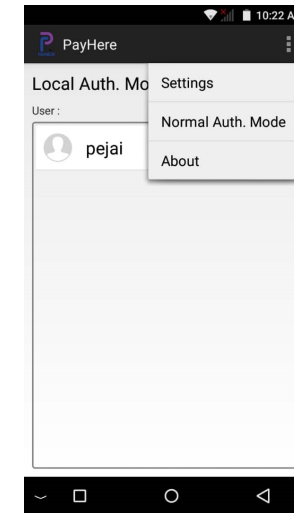 10:22 A
PayHere
Local Auth. Mo
Settings
User :
Normal Auth. Mode
pejai
About